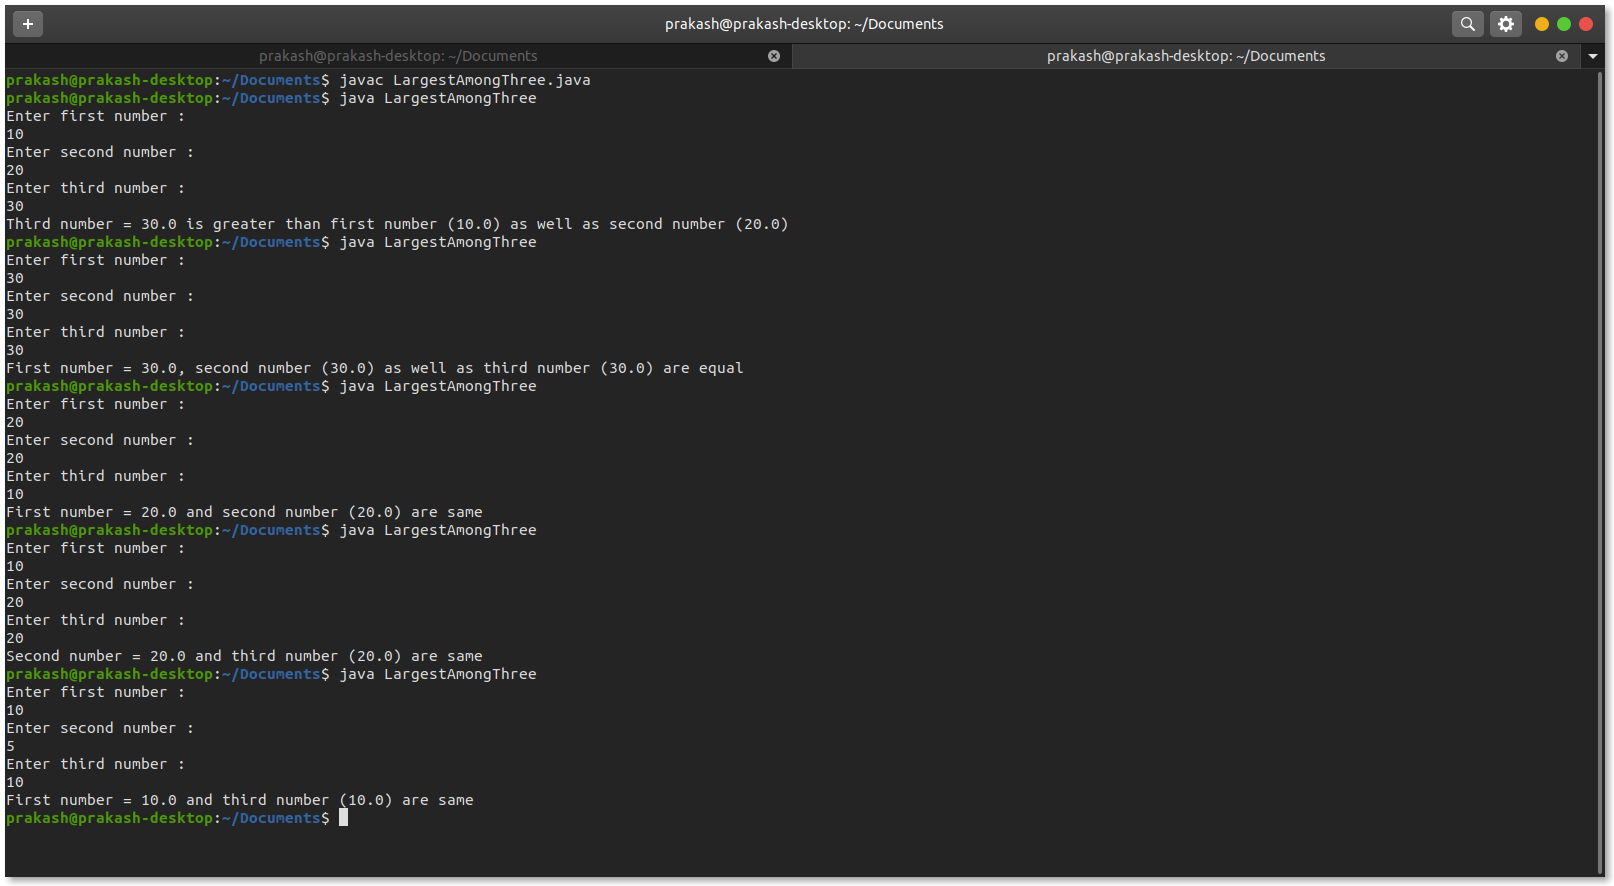 prakash@prakash-desktop: ~/Documents
prakash@prakash-desktop: ~/Documents
prakash@prakash-desktop: ~/Documents
prakash@prakash-desktop:~/Documents$ javac LargestAmongThree.java
prakash@prakash-desktop:~/Documents$ java LargestAmongThree
Enter first number :
10
Enter second number :
20
Enter third number :
30
Third number = 30.0 is greater than first number (10.0) as well as second number (20.0)
prakash@prakash-desktop:~/Documents$ java LargestAmongThree
Enter first number :
30
Enter second number :
30
Enter third number :
30
First number = 30.0, second number (30.0) as well as third number (30.0) are equal
prakash@prakash-desktop:~/Documents$ java LargestAmongThree
Enter first number :
20
Enter second number :
20
Enter third number :
10
First number = 20.0 and second number (20.0) are same
prakash@prakash-desktop:~/Documents$ java LargestAmongThree
Enter first number :
10
Enter second number :
20
Enter third number :
20
Second number = 20.0 and third number (20.0) are same
prakash@prakash-desktop:~/Documents$ java LargestAmongThree
Enter first number :
10
Enter second number :
5
Enter third number :
10
First number = 10.0 and third number (10.0) are same
prakash@prakash-desktop:~/Documents$